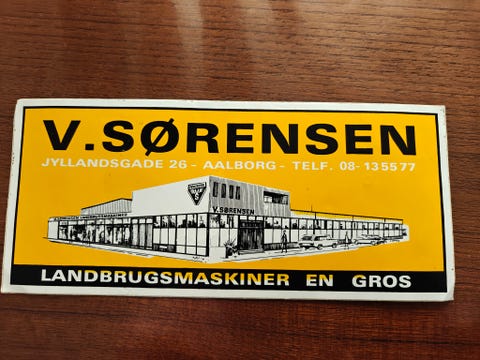 V.SØRENSEN
JYLLANDSGADE 26 - AALBORG - TELF. 08-135577
V.SØRENSEN
LANDBRUGSMASKINER EN GROS